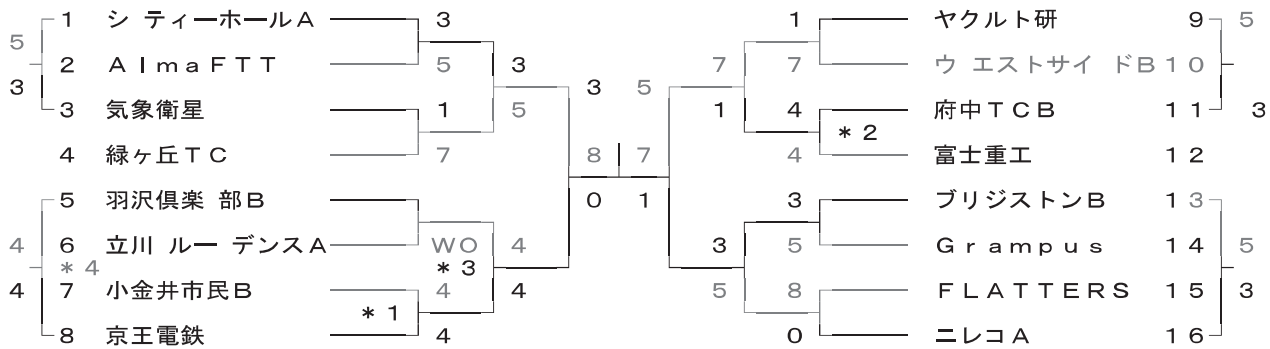 1 シティーホールA 3 1 ヤクルト研 9 5
5
2 AlmaFTT 5 3 7 7 ウエストサイドB 10
3 3 5
3 気象衛星 1 5 1 4 府中TCB 11 3
*2
4 緑ヶ丘TC 7 8 7 4 富士重工 12
5 羽沢倶楽部B 0 1 3 ブリジストンB 13
4 6 立川ルーデンスA WO 4 3 5 Grampus 14 5
*4 *3
4 7 小金井市民B 4 4 5 8 FLATTERS 15 3
*1
8 京王電鉄 4 0 ニレコA 16